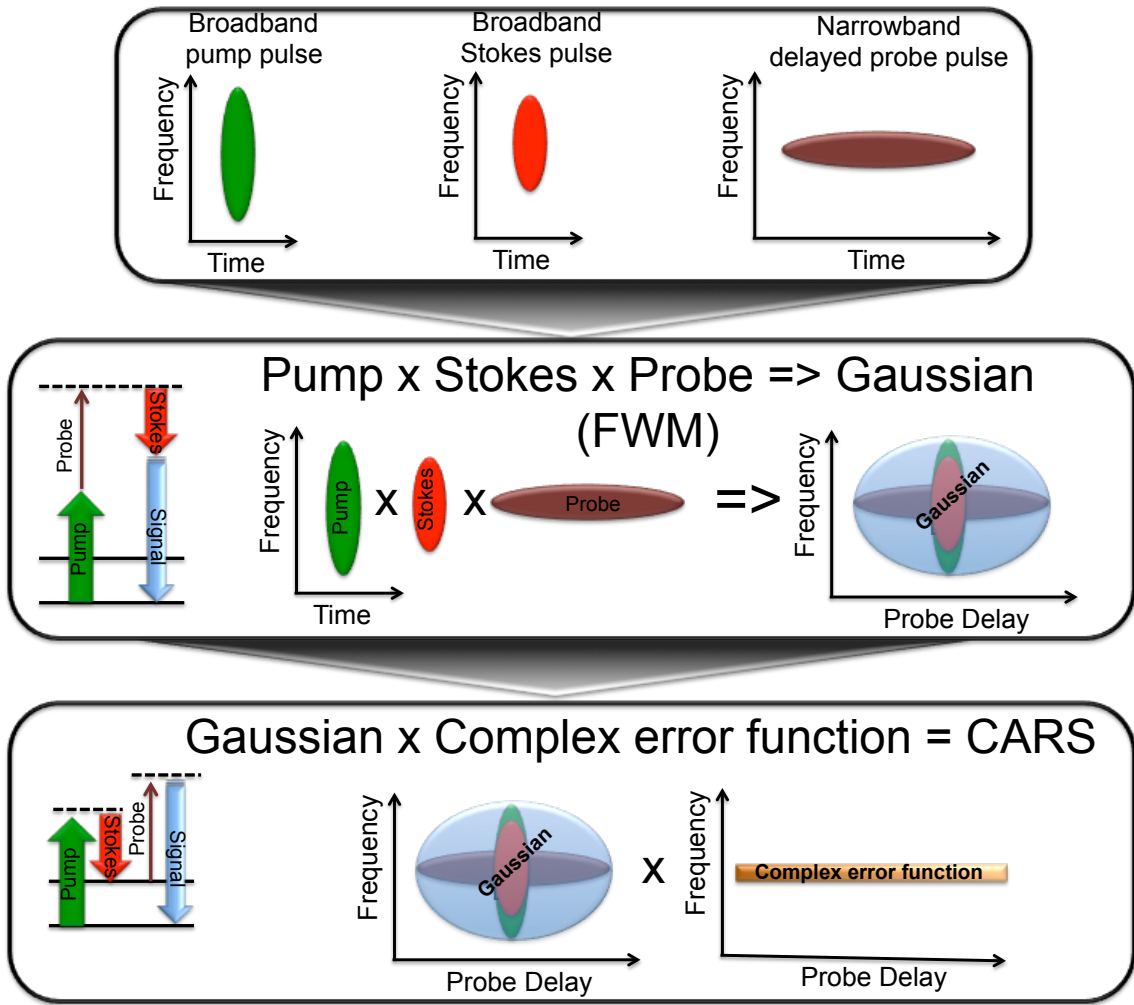 Broadband
pump pulse
Frequency
Time
Broadband
Stokes pulse
Frequency
Time
Narrowband
delayed probe pulse
Frequency
Time
Pump x Stokes x Probe => Gaussian
(FWM)
Probe
Stokes
Pump
Signal
Frequency
Pump
x
Stokes
x
Probe
=>
Time
Frequency
Gaussian
Probe Delay
Gaussian x Complex error function = CARS
Pump
Stokes
Probe
Signal
Frequency
Gaussian
Probe Delay
x
Frequency
Complex error function
Probe Delay